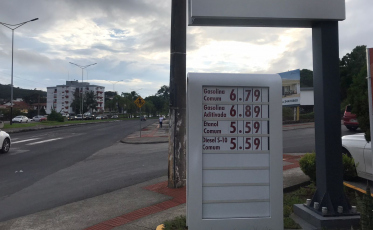 Gasolina
Comum 6 79
Gasolina
Aditivada 6 89
Etanol
Comum 5 59
Diesel S-10
Comum 5 59